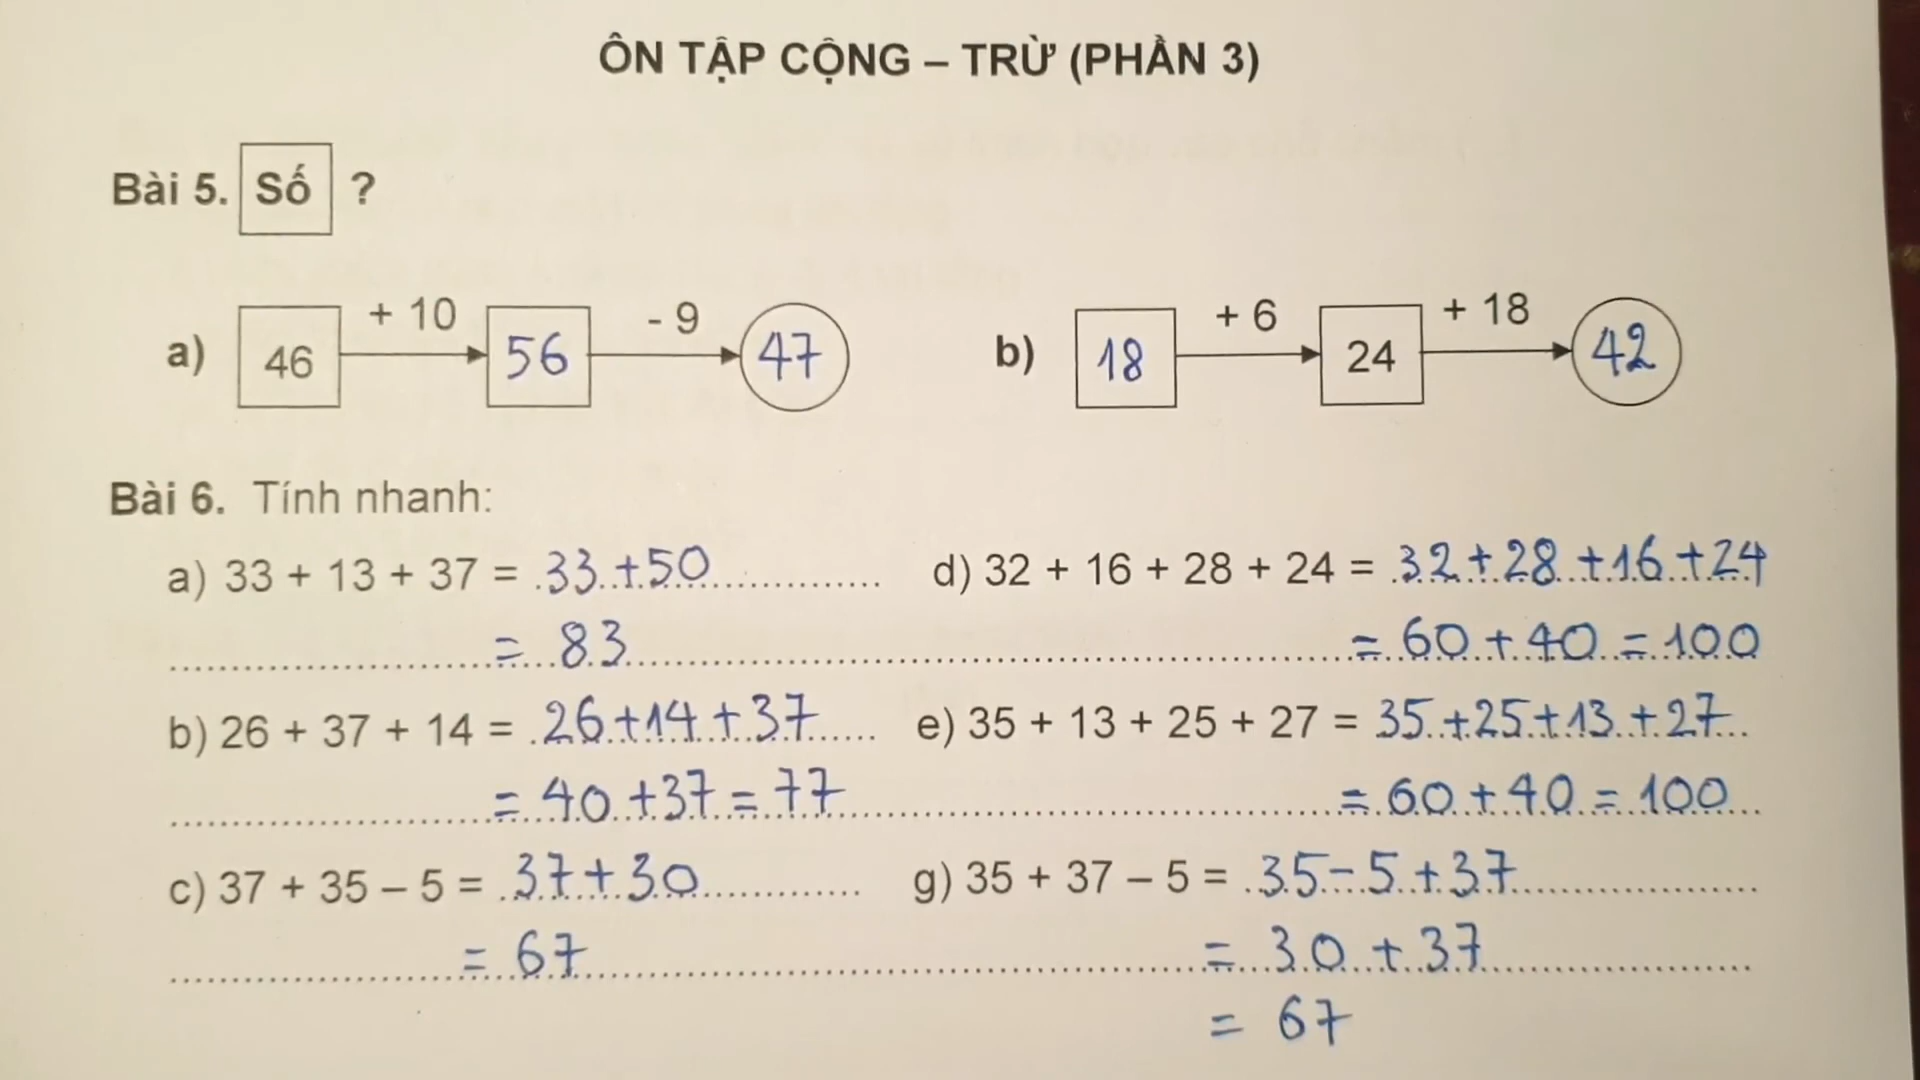 ÔN TẬP CỘNG – TRỪ (PHẦN 3)
Bài 5. Số ?
a) 46 + 10 56 - 9 47
b) 18 + 6 24 + 18 42
Bài 6. Tính nhanh:
a) 33 + 13 + 37 = 33 + 50
= 83
b) 26 + 37 + 14 = 26 + 14 + 37
= 40 + 37 = 77
c) 37 + 35 – 5 = 37 + 30
= 67
d) 32 + 16 + 28 + 24 = 32 + 28 + 16 + 24
= 60 + 40 = 100
e) 35 + 13 + 25 + 27 = 35 + 25 + 13 + 27
= 60 + 40 = 100
g) 35 + 37 – 5 = 35 - 5 + 37
= 30 + 37
= 67